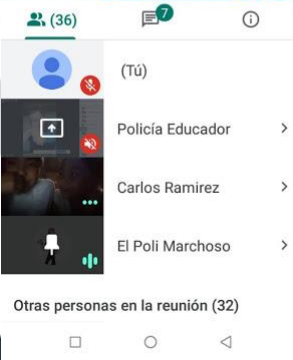 (36)
7
(Tú)
Policía Educador
Carlos Ramirez
El Poli Marchoso
Otras personas en la reunión (32)